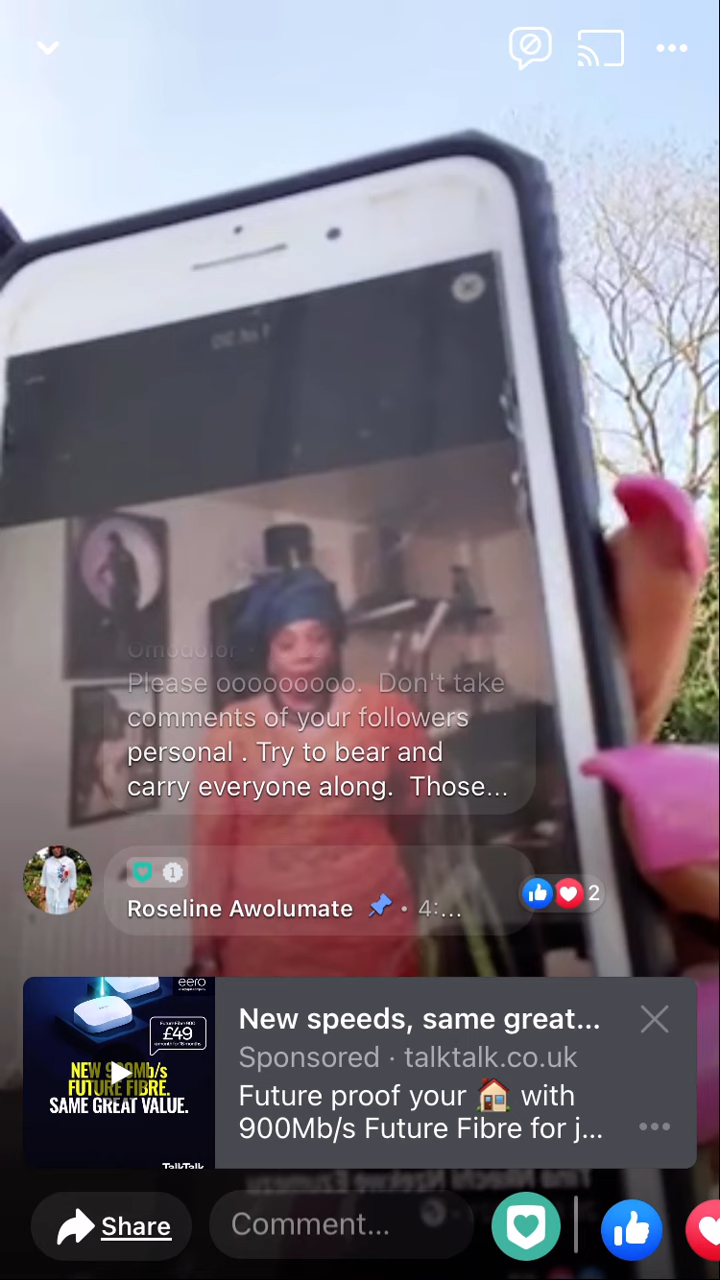 Please ooooooooo. Don't take
comments of your followers
personal . Try to bear and
carry everyone along. Those...
1
Roseline Awolumate • 4:...
2
eero
£49
NEW 900Mb/s
FUTURE FIBRE.
SAME GREAT VALUE.
TalkTalk
New speeds, same great...
Sponsored · talktalk.co.uk
Future proof your 🏠 with
900Mb/s Future Fibre for j...
Share
Comment...